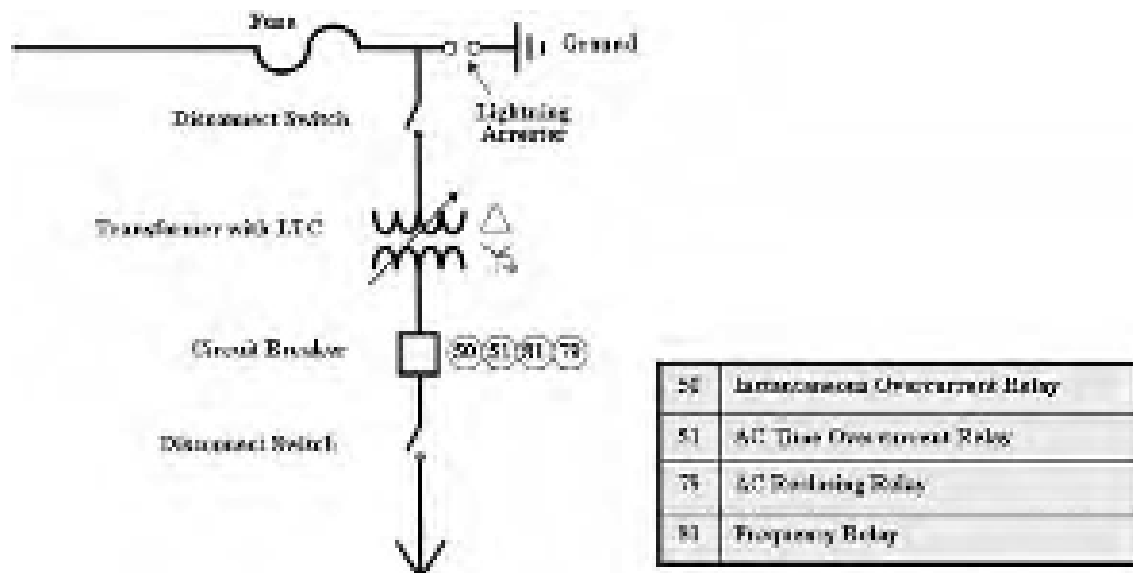 Fuse
Ground
Disconnect Switch
Lightning
Arrester
Transformer with LTC
Circuit Breaker
50 51 81 79
Disconnect Switch
50 Instantaneous Overcurrent Relay
51 AC Time Overcurrent Relay
79 AC Reclosing Relay
81 Frequency Relay